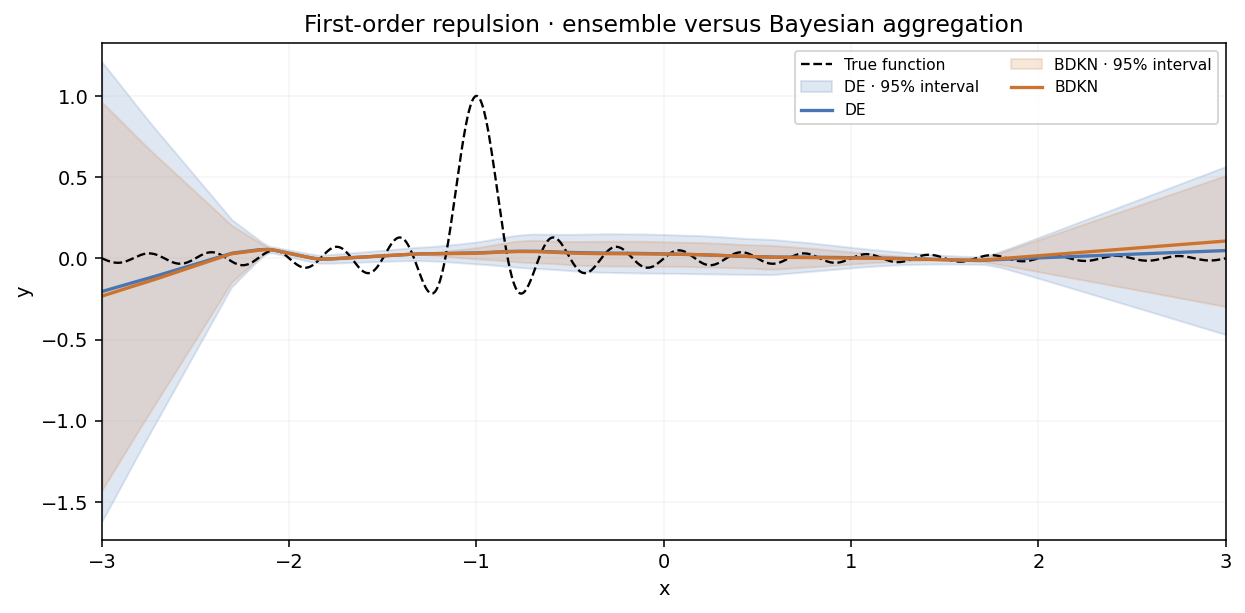 First-order repulsion · ensemble versus Bayesian aggregation
True function
DE · 95% interval
DE
BDKN · 95% interval
BDKN
1.0
0.5
0.0
−0.5
−1.0
−1.5
y
−3
−2
−1
0
1
2
3
x